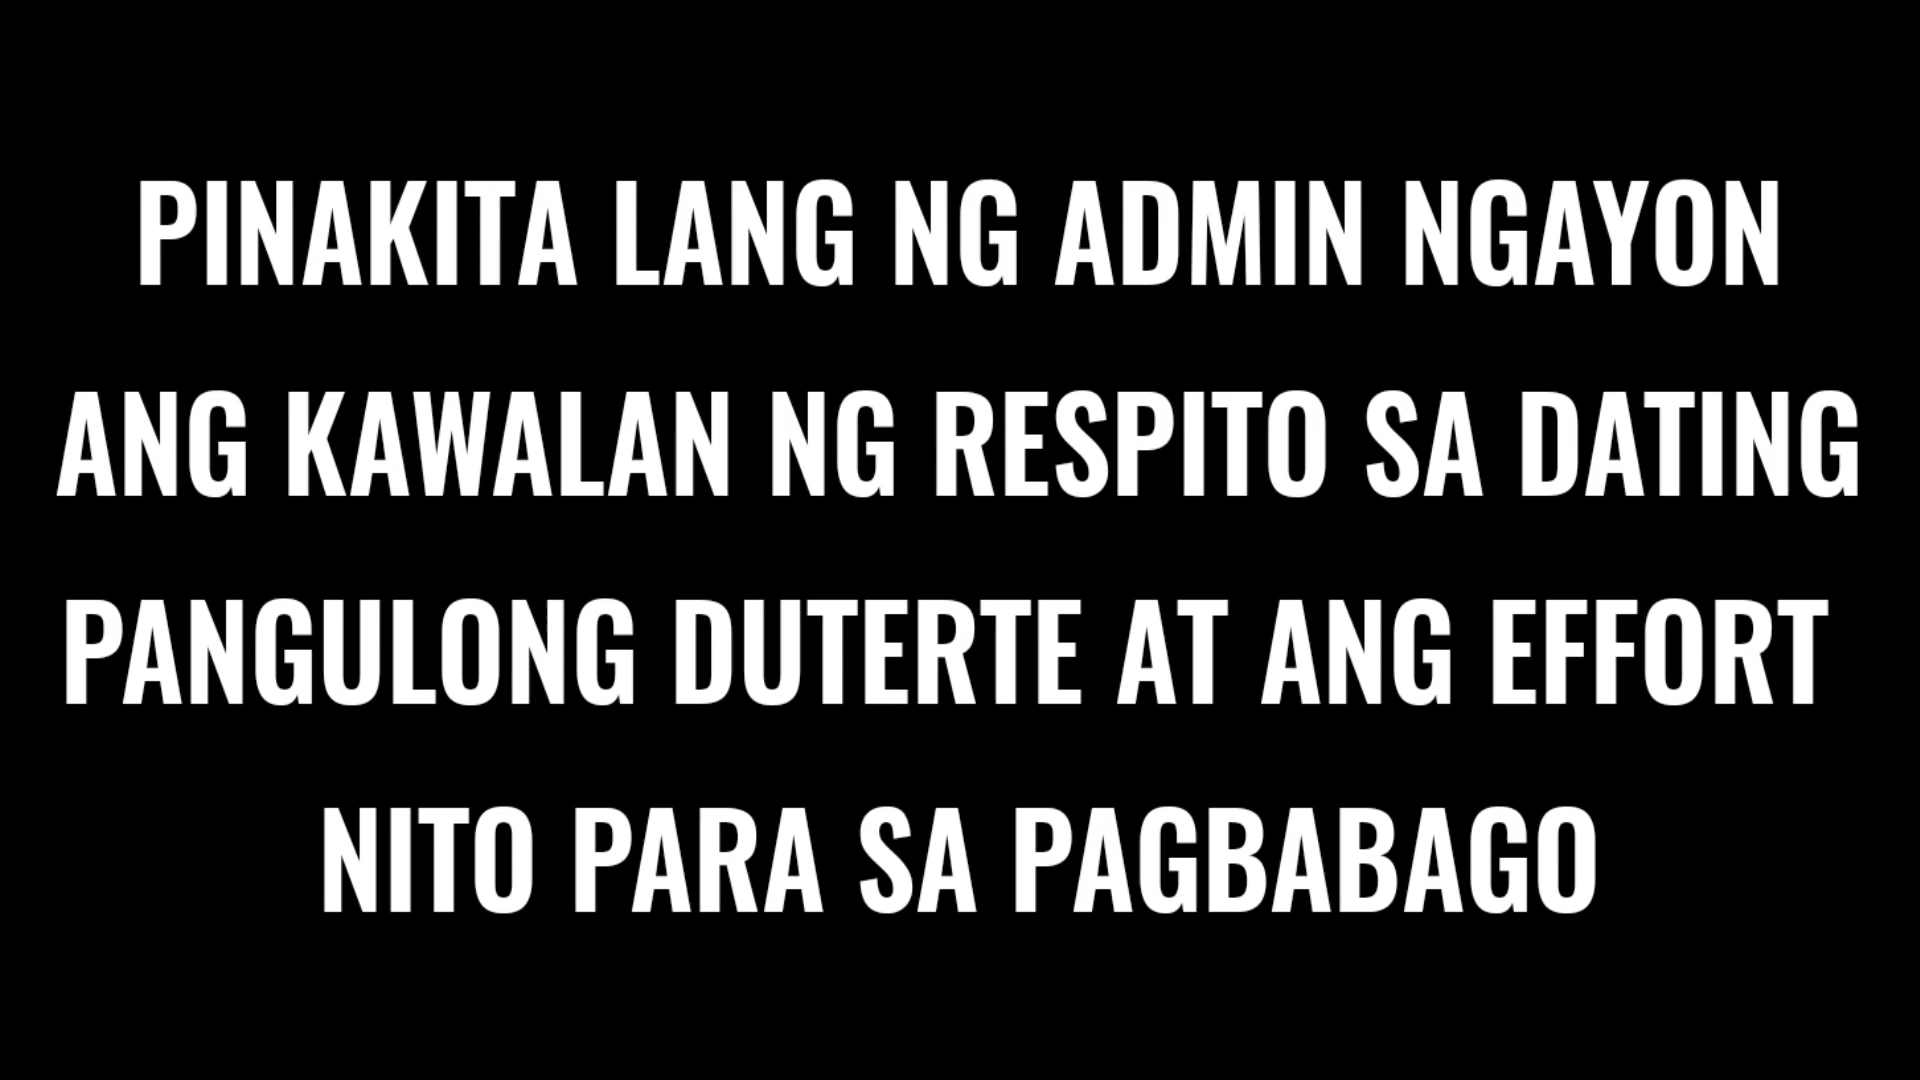 PINAKITA LANG NG ADMIN NGAYON
ANG KAWALAN NG RESPITO SA DATING
PANGULONG DUTERTE AT ANG EFFORT
NITO PARA SA PAGBABAGO